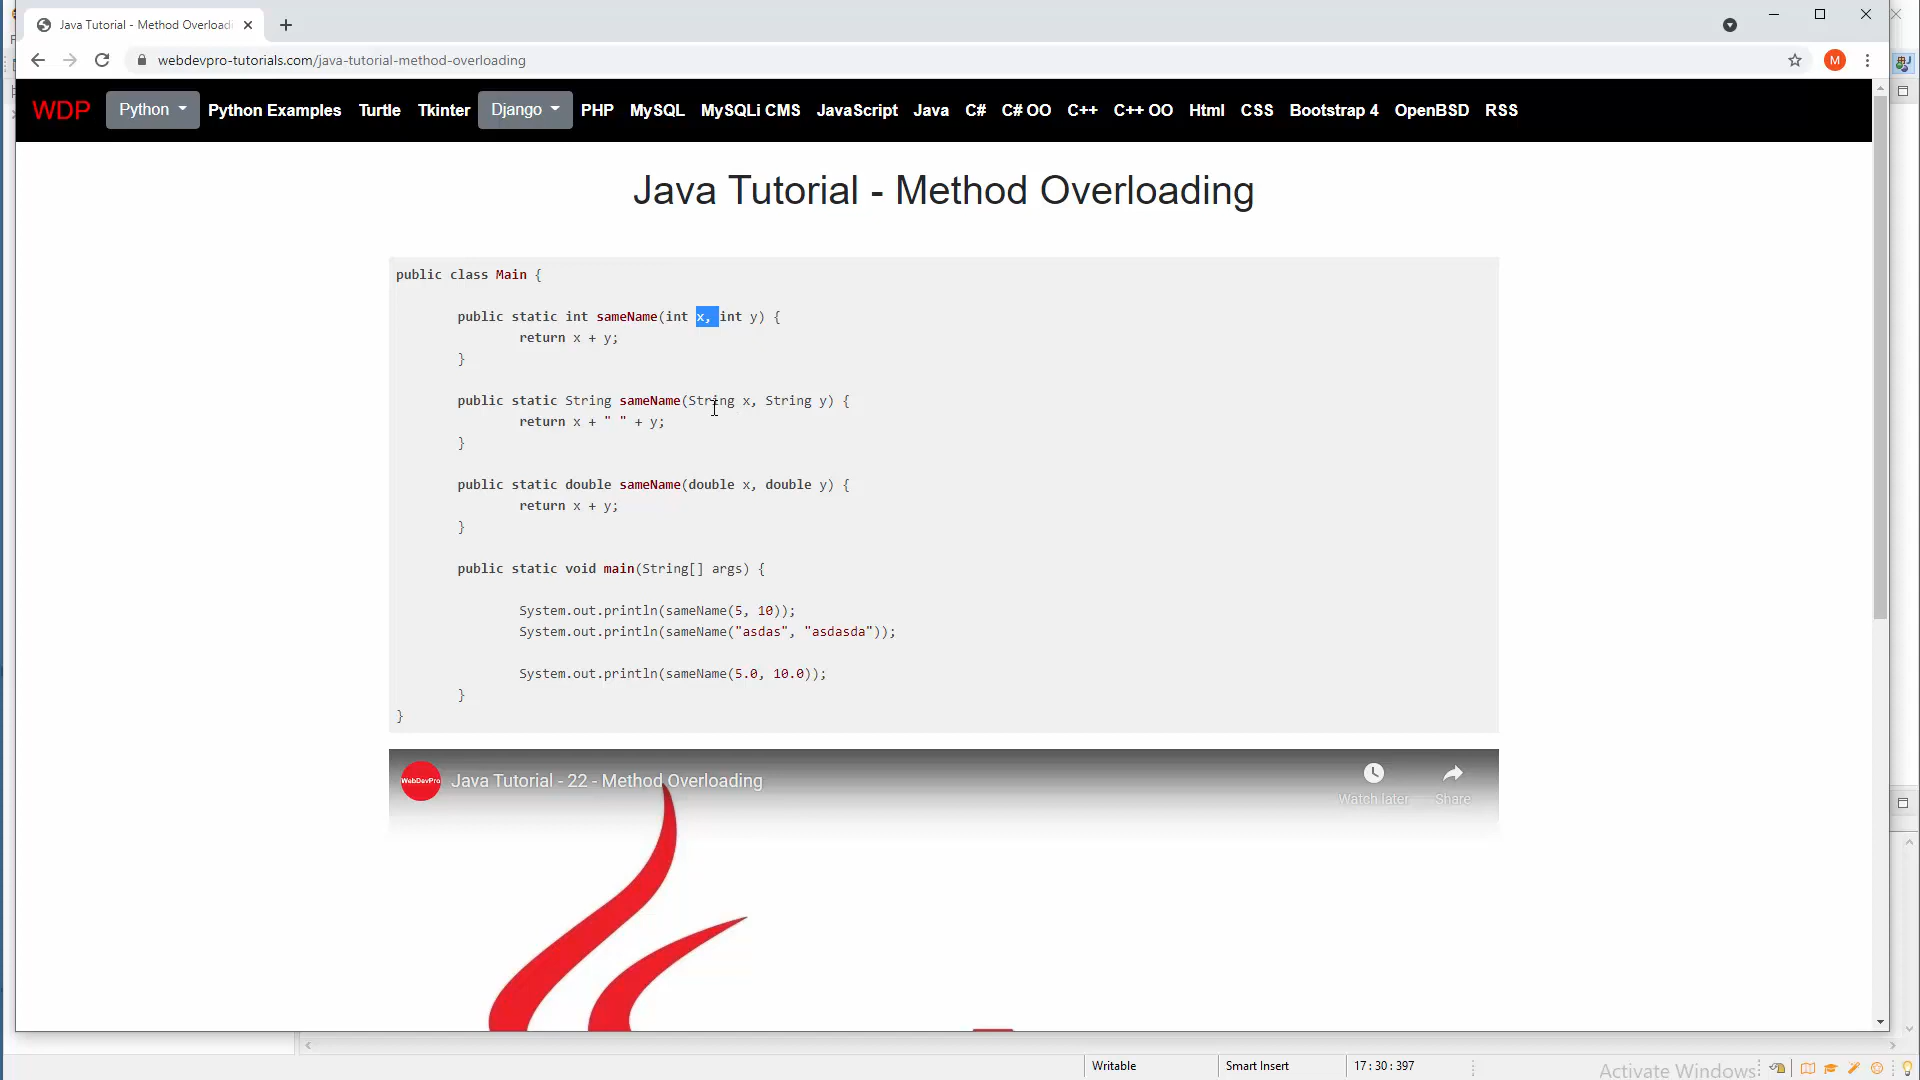 Java Tutorial - Method Overloadi
webdevpro-tutorials.com/java-tutorial-method-overloading
M
WDP Python Python Examples Turtle Tkinter Django PHP MySQL MySQLi CMS JavaScript Java C# C# OO C++ C++ OO Html CSS Bootstrap 4 OpenBSD RSS
Java Tutorial - Method Overloading
public class Main {
public static int sameName(int x, int y) {
return x + y;
}
public static String sameName(String x, String y) {
return x + " " + y;
}
public static double sameName(double x, double y) {
return x + y;
}
public static void main(String[] args) {
System.out.println(sameName(5, 10));
System.out.println(sameName("asdas", "asdasda"));
System.out.println(sameName(5.0, 10.0));
}
}
WebDevPro Java Tutorial - 22 - Method Overloading
Watch later Share
Writable Smart Insert 17 : 30 : 397
Activate Windows